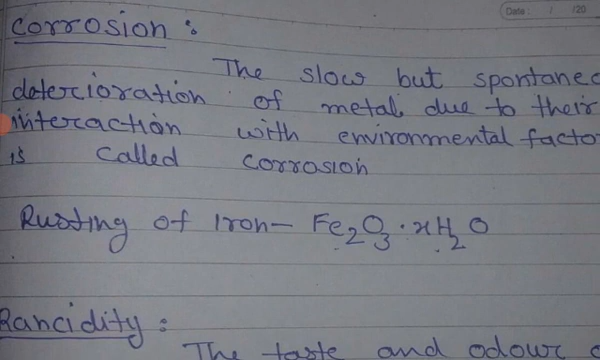 Date : / /20
Corrosion :
The slow but spontaneo
deterioration of metal due to their
interaction with environmental facto
is called corrosion
Rusting of Iron- Fe2O3.xH2O
Rancidity :
The taste and odour